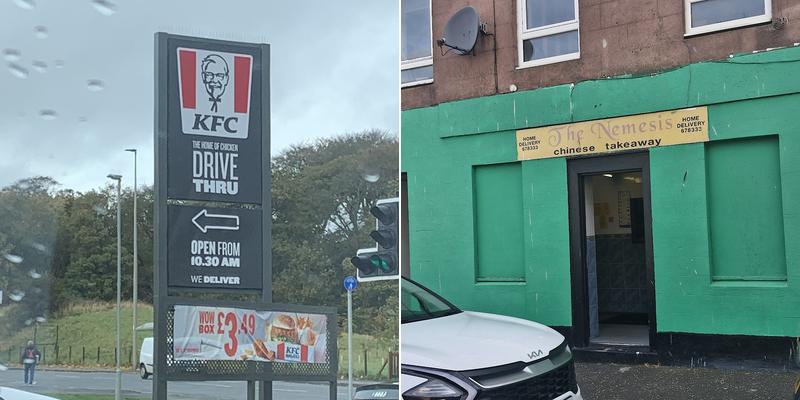 KFC
THE HOME OF CHICKEN
DRIVE
THRU
OPEN FROM
10.30 AM
WE DELIVER
WOW
BOX £3.49
KFC
HOME
DELIVERY
678333
The Nemesis
chinese takeaway
HOME
DELIVERY
678333
KIA